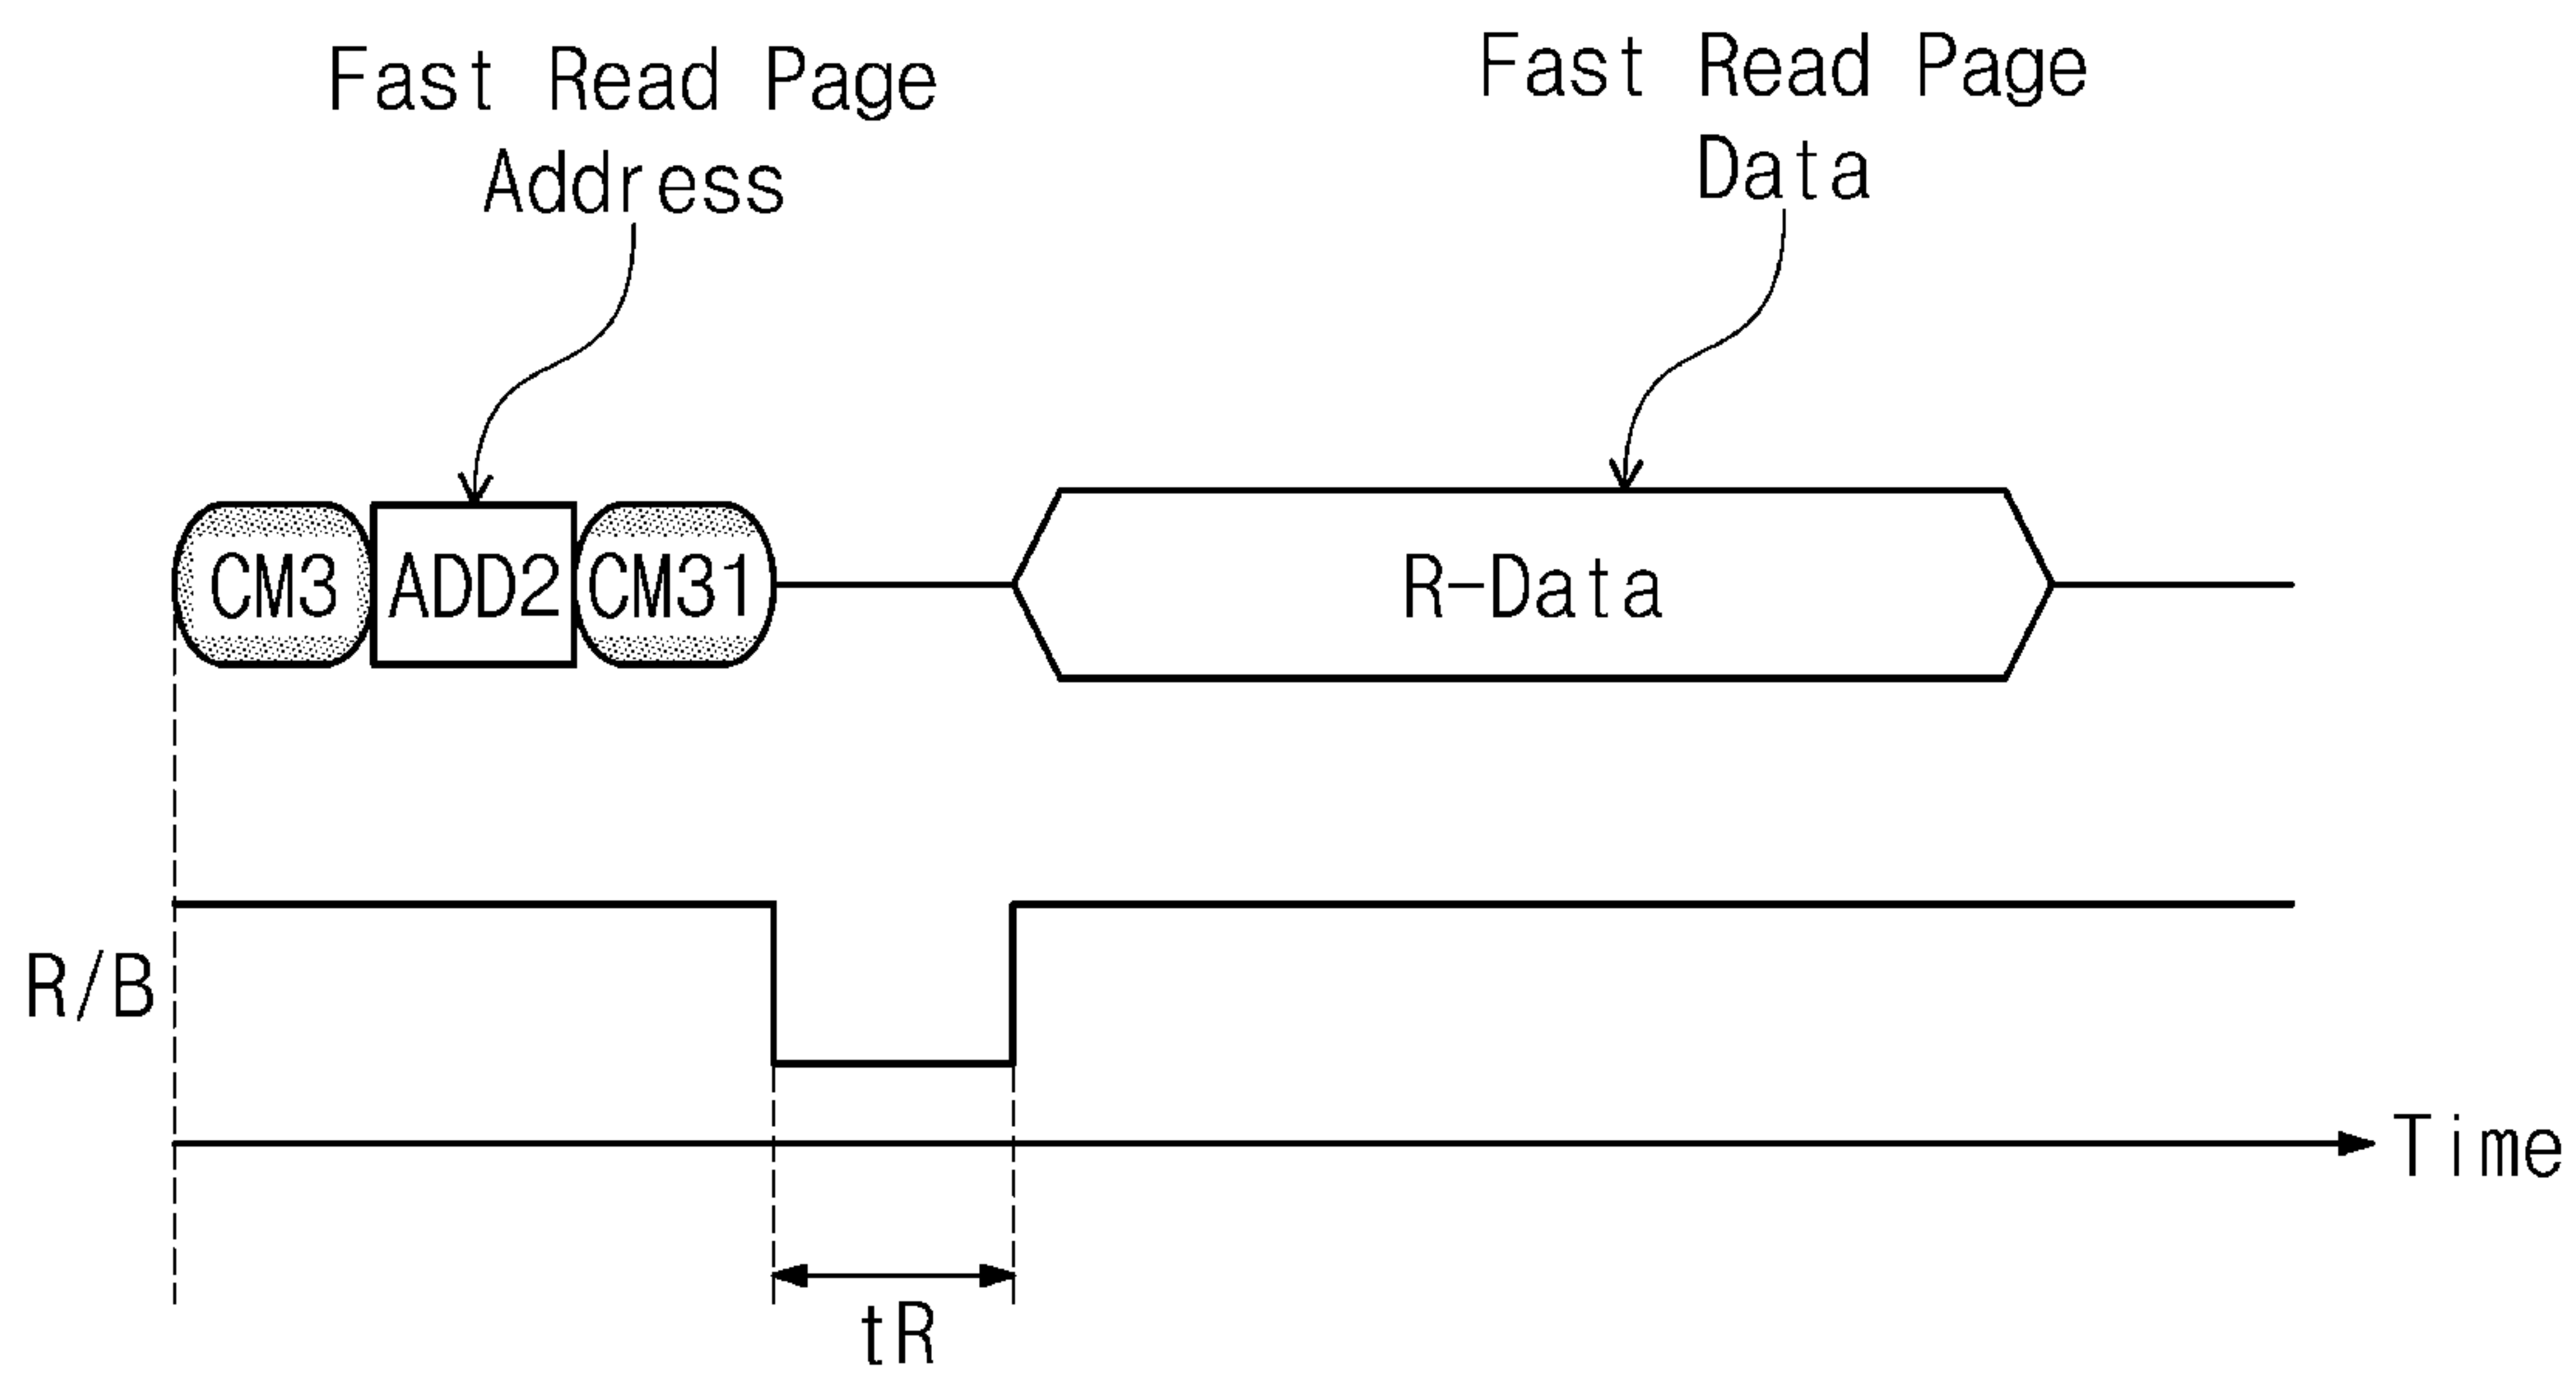 Fast Read Page
Address
Fast Read Page
Data
CM3
ADD2
CM31
R-Data
R/B
Time
tR